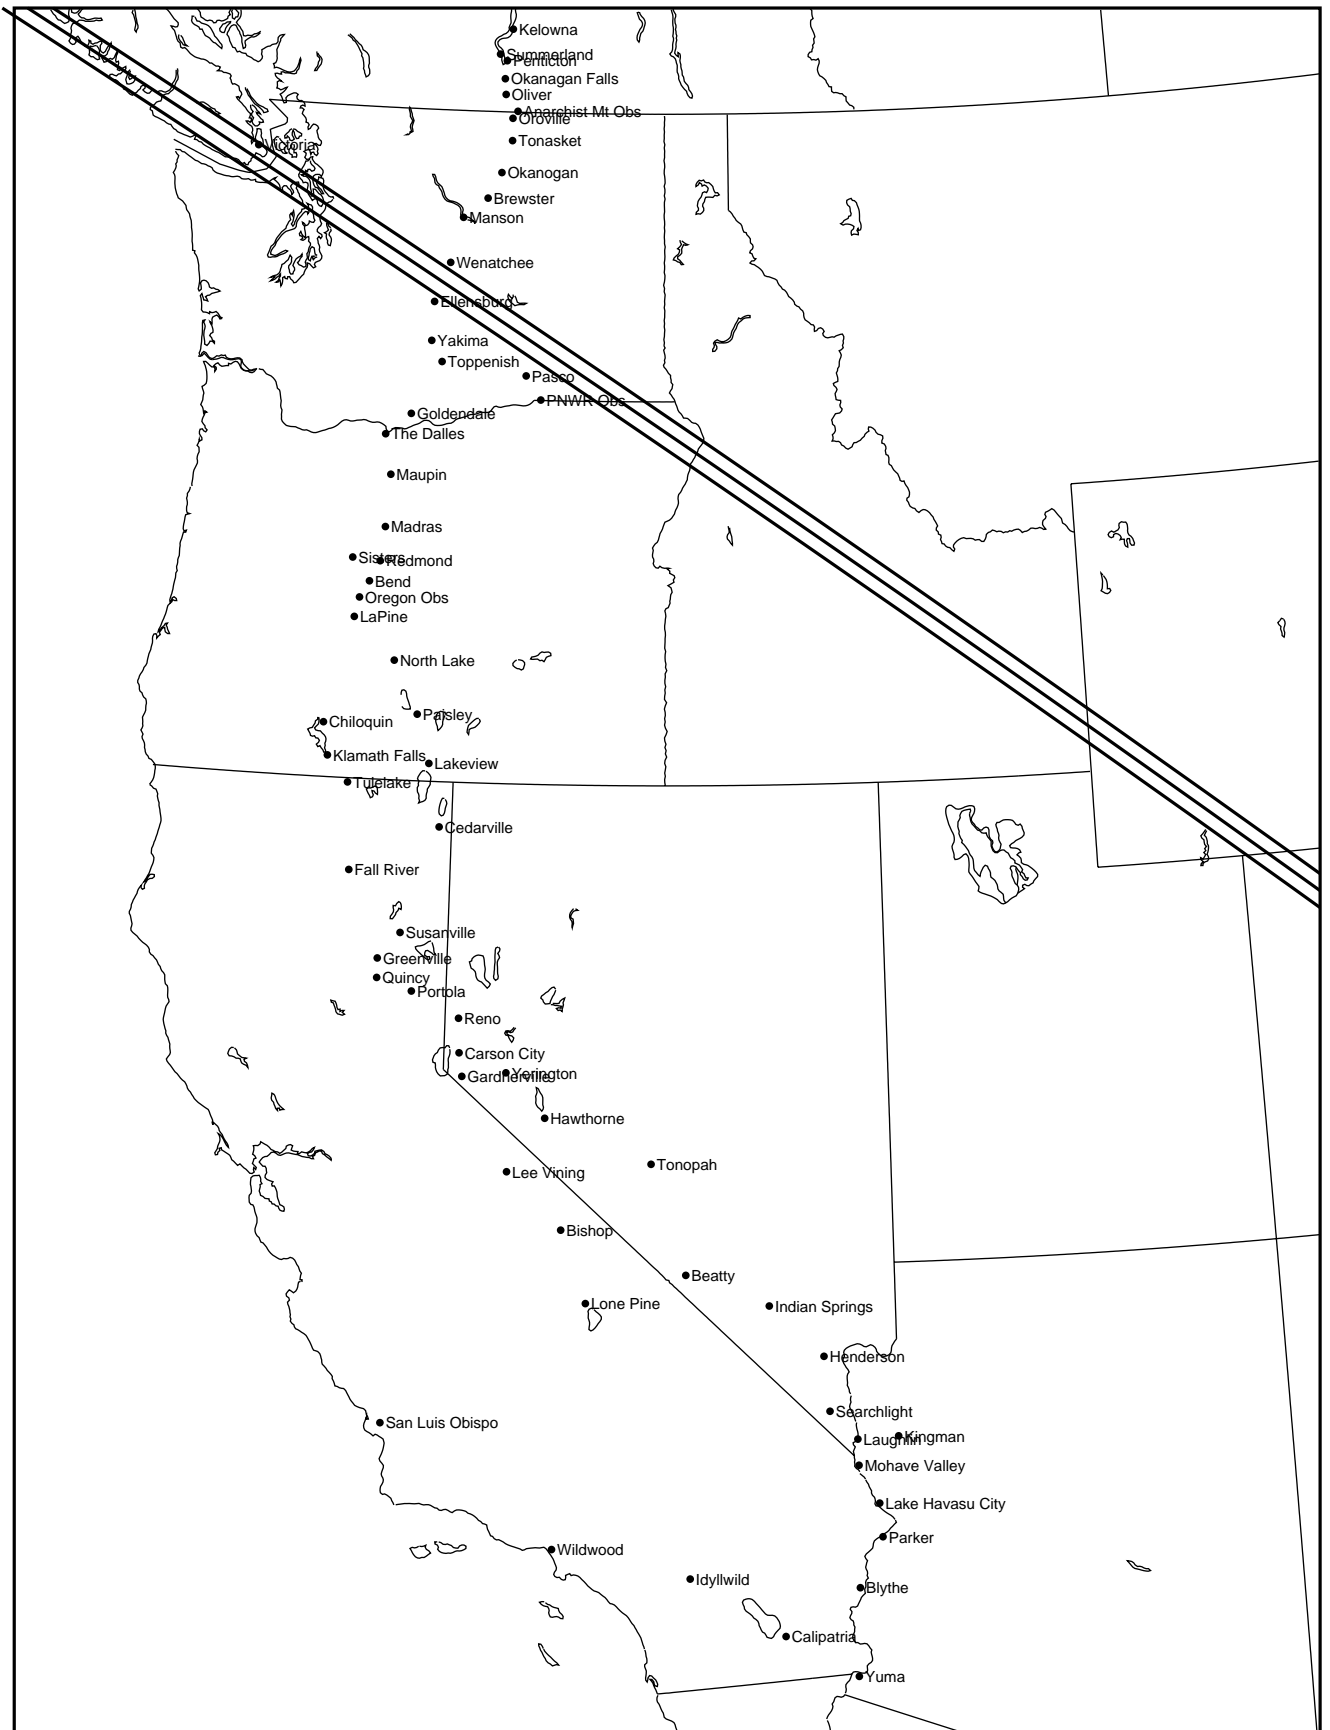 Kelowna
Summerland
Penticton
Okanagan Falls
Oliver
Anarchist Mt Obs
Oroville
Tonasket
Victoria
Okanogan
Brewster
Manson
Wenatchee
Ellensburg
Yakima
Toppenish
Pasco
PNWR Obs
Goldendale
The Dalles
Maupin
Madras
Sisters
Redmond
Bend
Oregon Obs
LaPine
North Lake
Paisley
Chiloquin
Klamath Falls
Lakeview
Tulelake
Cedarville
Fall River
Susanville
Greenville
Quincy
Portola
Reno
Carson City
Yerington
Gardnerville
Hawthorne
Tonopah
Lee Vining
Bishop
Beatty
Lone Pine
Indian Springs
Henderson
Searchlight
San Luis Obispo
Kingman
Laughlin
Mohave Valley
Lake Havasu City
Parker
Wildwood
Idyllwild
Blythe
Calipatria
Yuma